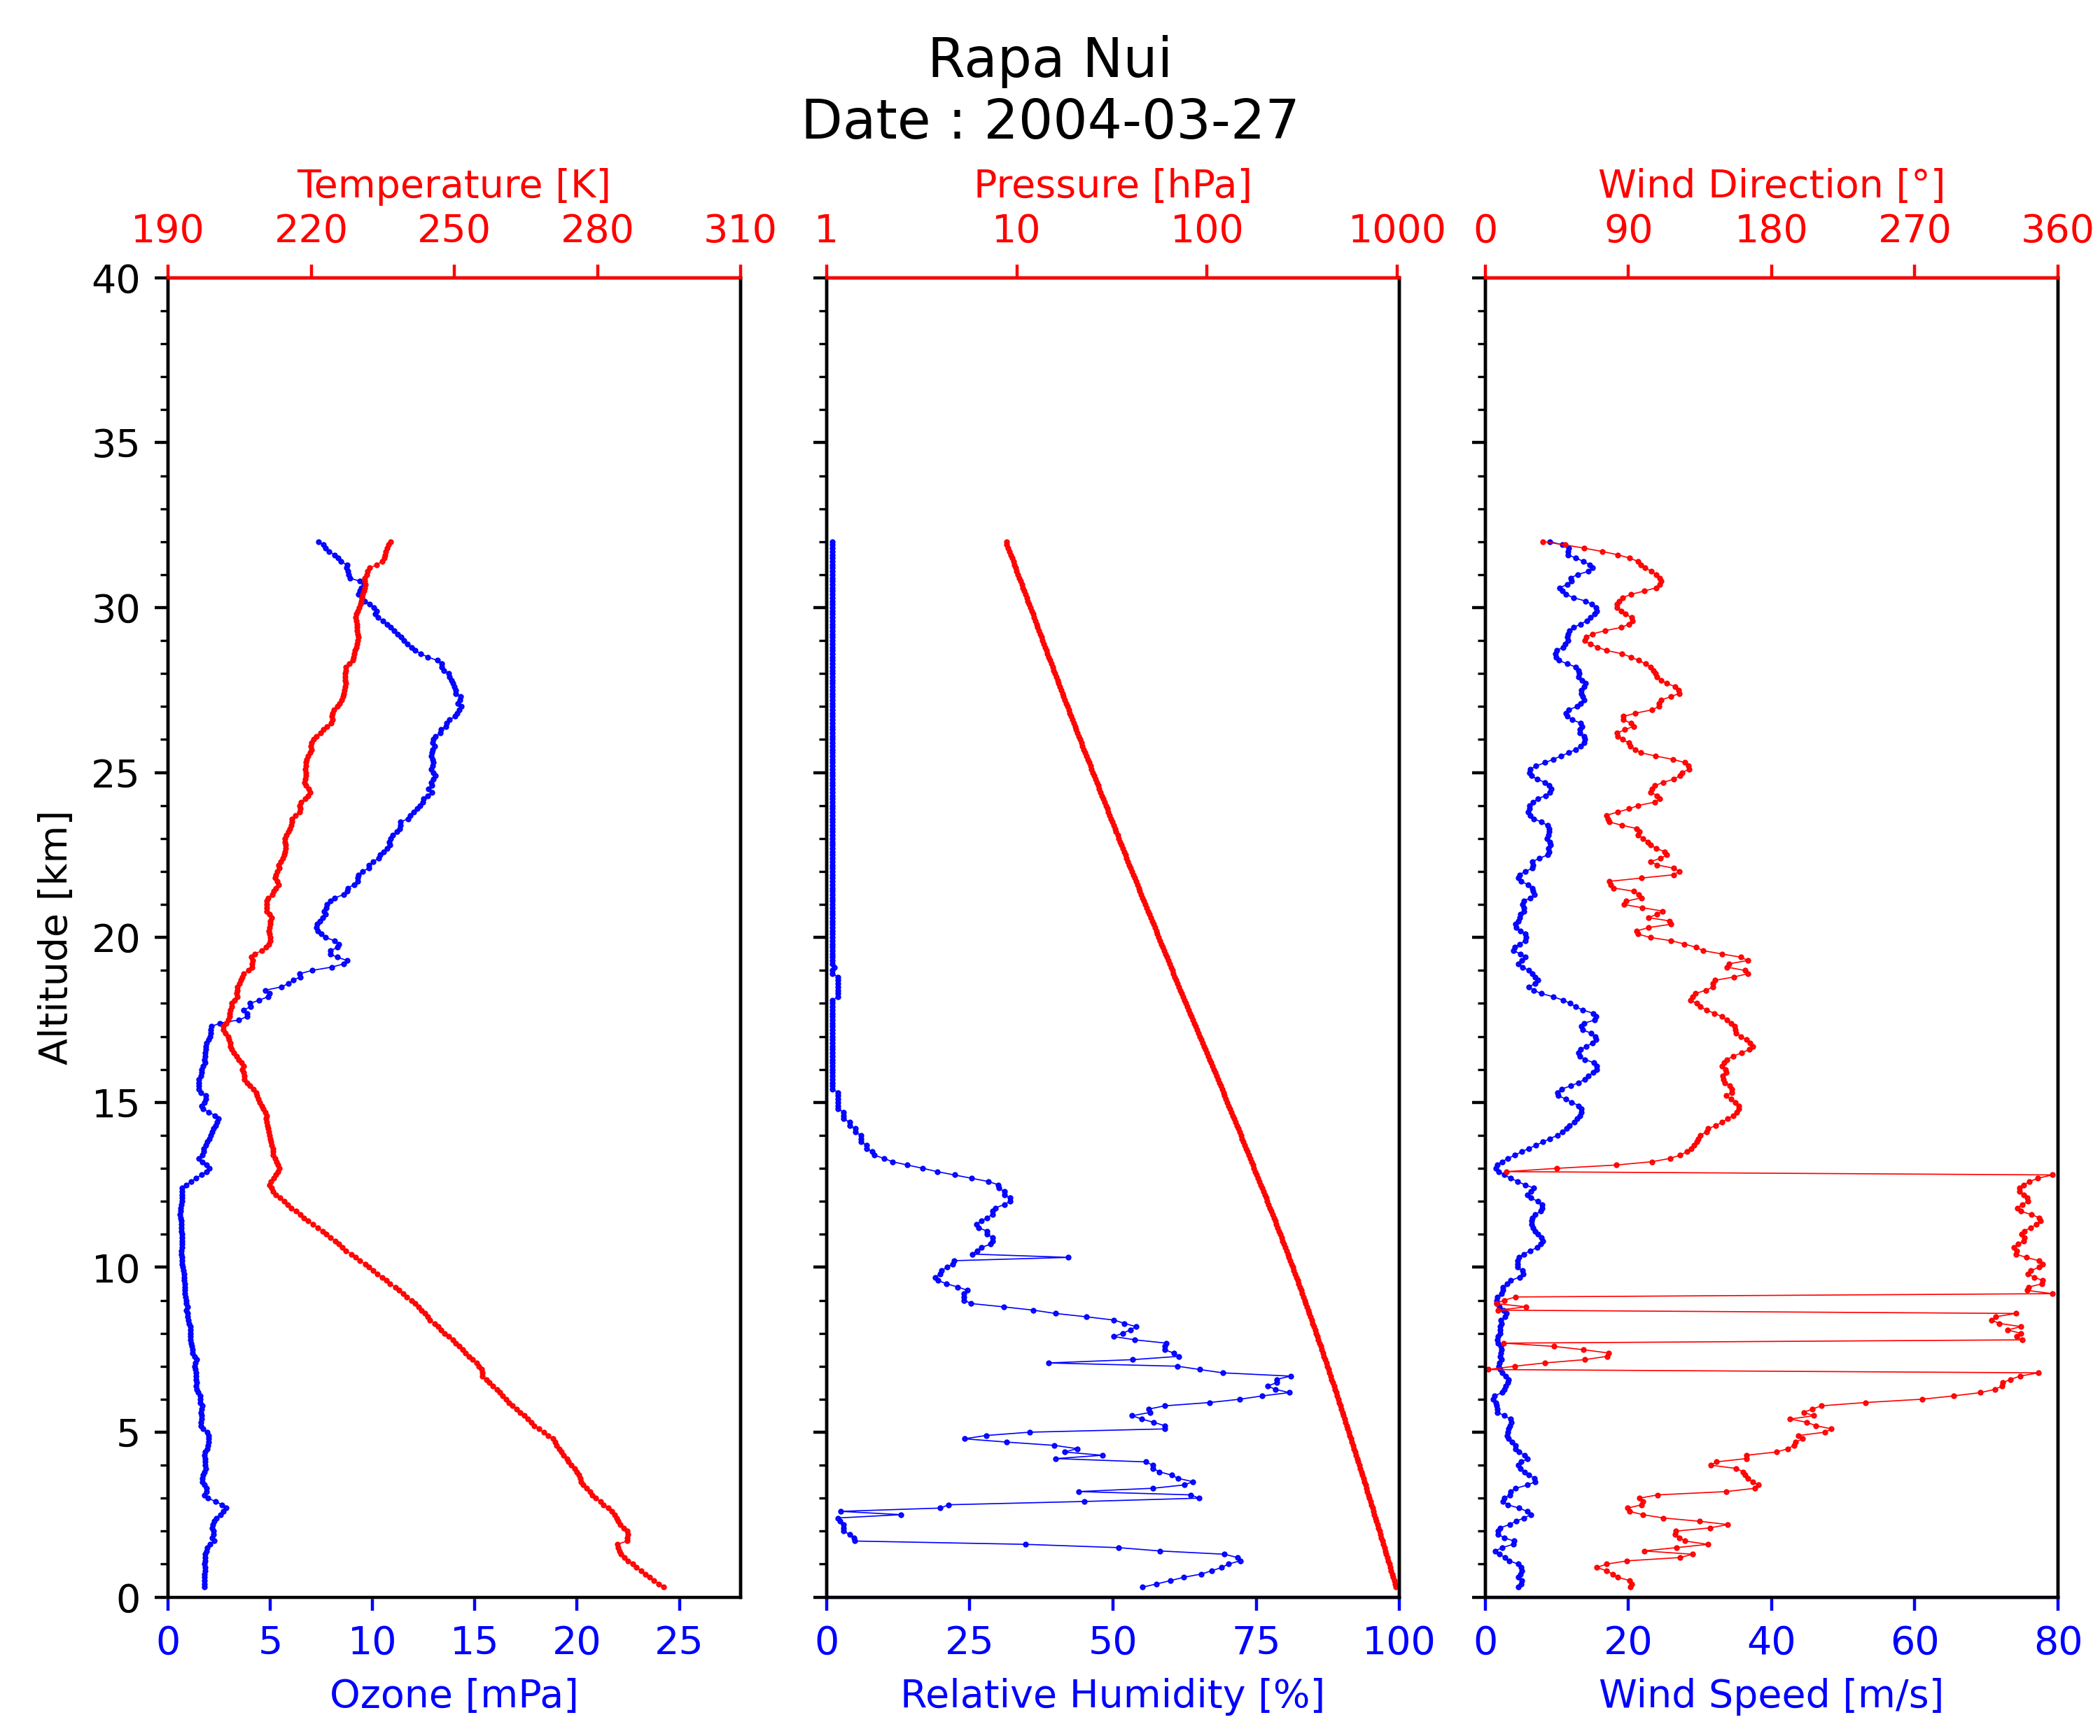 Rapa Nui
Date : 2004-03-27
Temperature [K]
190 220 250 280 310
Pressure [hPa]
1 10 100 1000
Wind Direction [°]
0 90 180 270 360
Altitude [km]
40
35
30
25
20
15
10
5
0
0 5 10 15 20 25
Ozone [mPa]
0 25 50 75 100
Relative Humidity [%]
0 20 40 60 80
Wind Speed [m/s]